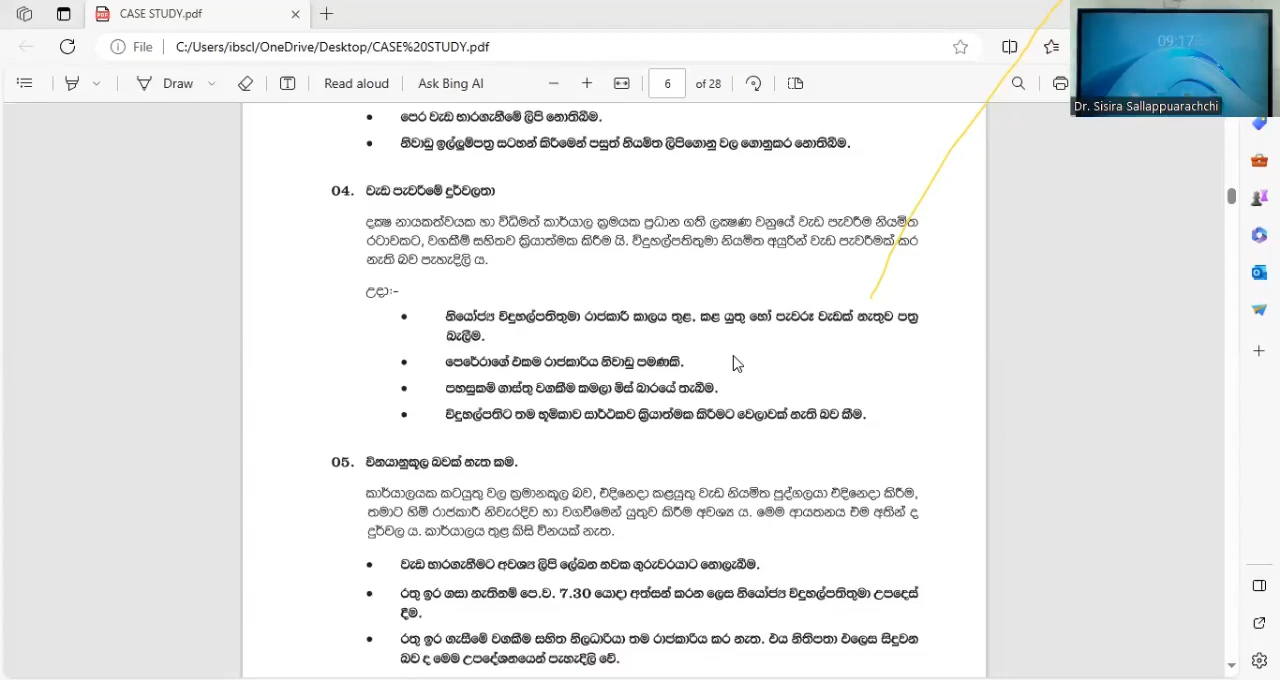 CASE STUDY.pdf
File C:/Users/ibscl/OneDrive/Desktop/CASE%20STUDY.pdf
09:17
Dr. Sisira Sallappuarachchi
Draw Read aloud Ask Bing AI 6 of 28
• පෙර වැඩ භාරගැනීමේ ලිපි නොතිබීම.
• නිවාඩු ඉල්ලුම්පත්‍ර සටහන් කිරීමෙන් පසුත් නියමිත ලිපිගොනු වල ගොනුකර නොතිබීම.
04. වැඩ පැවරීමේ දුර්වලතා
දක්ෂ නායකත්වයක හා විධිමත් කාර්යාල ක්‍රමයක ප්‍රධාන ගති ලක්ෂණ වනුයේ වැඩ පැවරීම නියමිත
රටාවකට, වගකීම් සහිතව ක්‍රියාත්මක කිරීම යි. විදුහල්පතිතුමා නියමිත අයුරින් වැඩ පැවරීමක් කර
නැති බව පැහැදිලි ය.
උදා:-
• නියෝජ්‍ය විදුහල්පතිතුමා රාජකාරී කාලය තුළ, කළ යුතු හෝ පැවරූ වැඩක් නැතුව පත්‍ර
බැලීම.
• පෙරේරාගේ එකම රාජකාරිය නිවාඩු පමණකි.
• පහසුකම් ගාස්තු වගකීම කමලා මිස් බාරයේ තැබීම.
• විදුහල්පතිට තම භූමිකාව සාර්ථකව ක්‍රියාත්මක කිරීමට වෙලාවක් නැති බව කීම.
05. විනයානුකූල බවක් නැත කම.
කාර්යාලයක කටයුතු වල ක්‍රමානකූල බව, එදිනෙදා කළයුතු වැඩ නියමිත පුද්ගලයා එදිනෙදා කිරීම,
තමාට හිමි රාජකාරී නිවැරදිව හා වගවීමෙන් යුතුව කිරීම අවශ්‍ය ය. මෙම ආයතනය එම අතින් ද
දුර්වල ය. කාර්යාලය තුළ කිසි විනයක් නැත.
• වැඩ භාරගැනීමට අවශ්‍ය ලිපි ලේඛන නවක ගුරුවරයාට නොලැබීම.
• රතු ඉර ගසා නැතිනම් පෙ.ව. 7.30 යොදා අත්සන් කරන ලෙස නියෝජ්‍ය විදුහල්පතිතුමා උපදෙස්
දීම.
• රතු ඉර ගැසීමේ වගකීම සහිත නිලධාරියා තම රාජකාරිය කර නැත. එය නිතිපතා එලෙස සිදුවන
බව ද මෙම උපදේශනයෙන් පැහැදිලි වේ.